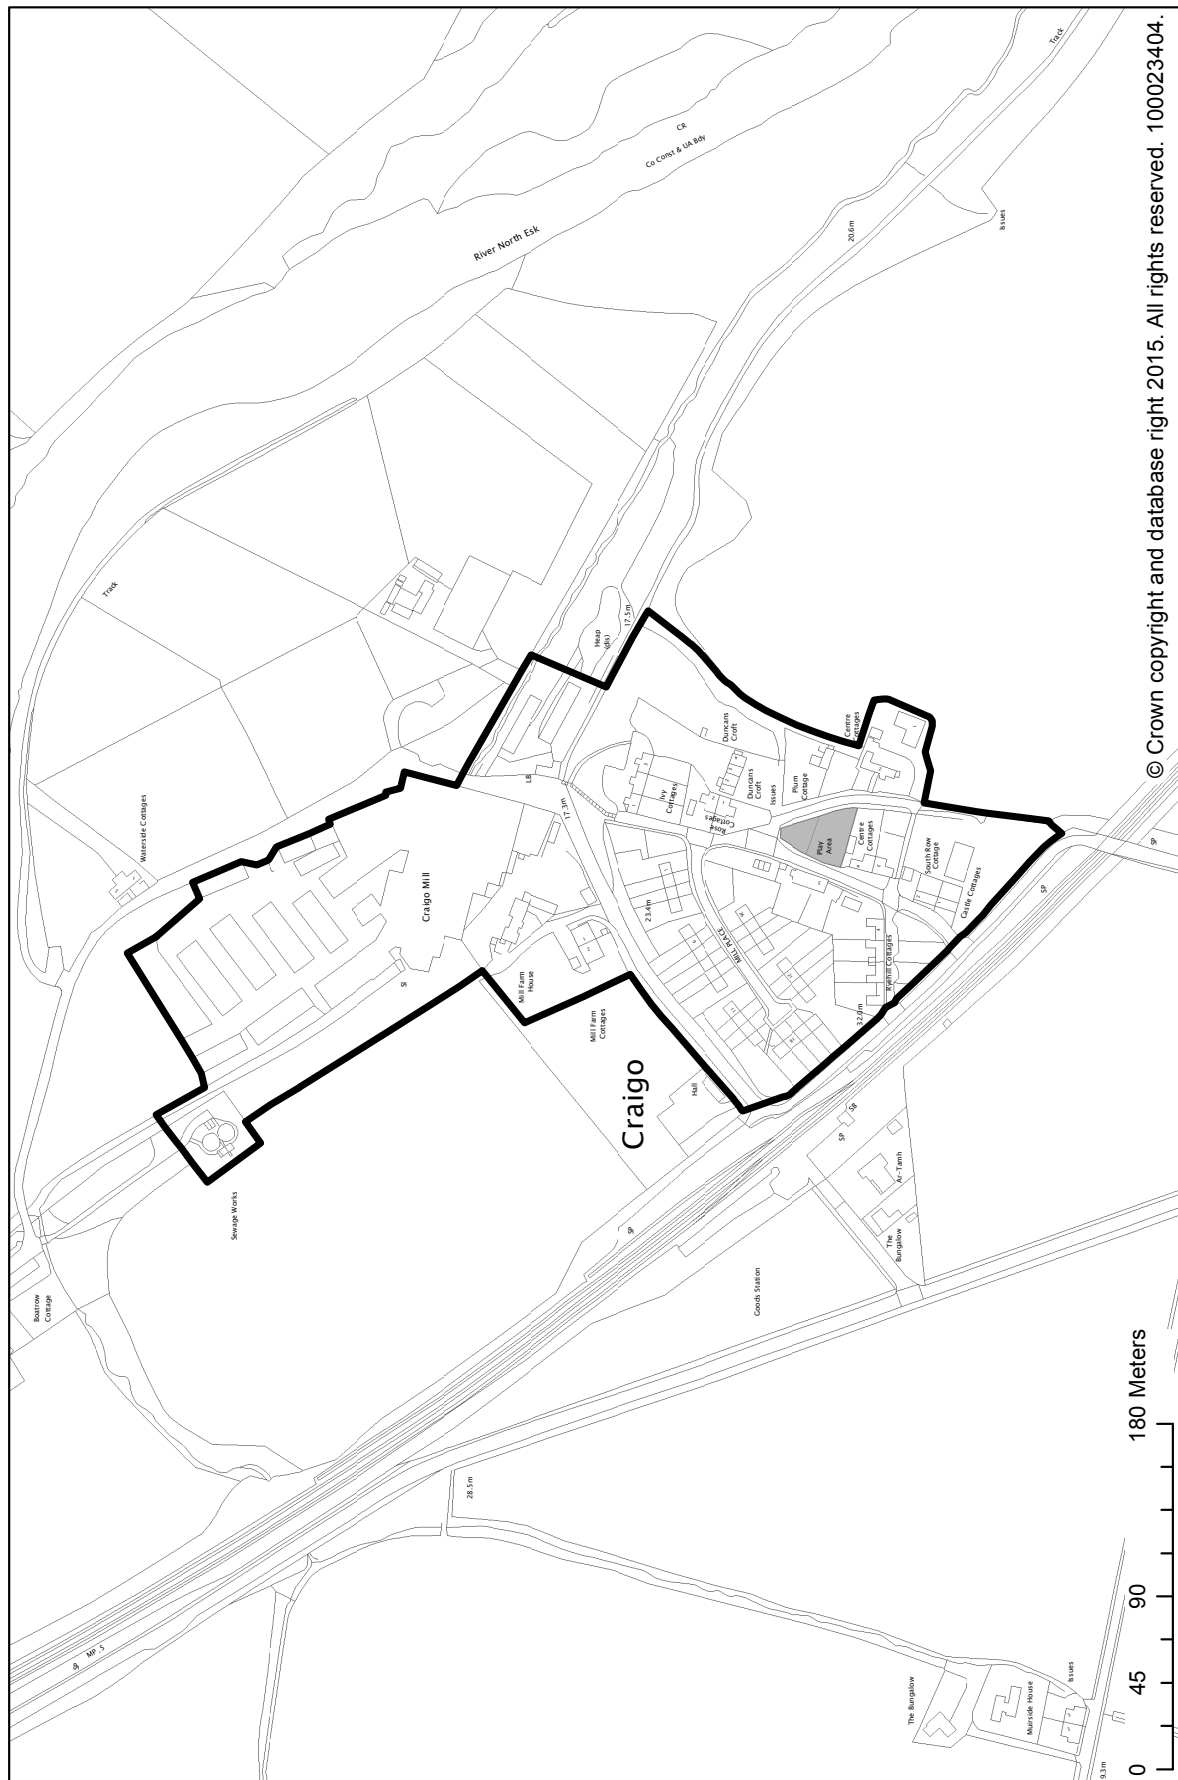 Boatrow
Cottage
Sewage Works
Waterside Cottages
Track
River North Esk
CR
Co Const & UA Bdy
Track
Craigo Mill
SI
Mill Farm
House
Mill Farm
Cottages
Craigo
Hall
LB
17.3m
Heap
(dis)
17.5m
20.6m
Issues
Ivy
Cottages
Rose
Cottages
Duncans
Croft
Duncans
Croft
Issues
Plum
Cottage
Centre
Cottages
Play
Area
Centre
Cottages
South Row
Cottage
Castle Cottages
Ryehill Cottages
MILL PLACE
23.4m
32.0m
SP
SP
SP
SP
SB
Ar-Tamh
The
Bungalow
Goods Station
28.5m
MP .5
The Bungalow
Muirside House
Issues
9.3m
0 45 90 180 Meters
© Crown copyright and database right 2015. All rights reserved. 100023404.